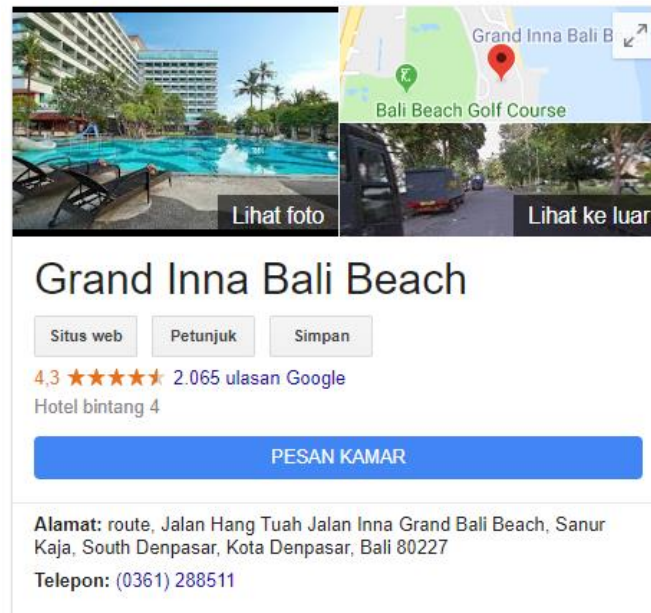 Grand Inna Bali B
Bali Beach Golf Course
Lihat foto
Lihat ke luar
Grand Inna Bali Beach
Situs web
Petunjuk
Simpan
4,3 ★★★★★ 2.065 ulasan Google
Hotel bintang 4
PESAN KAMAR
Alamat: route, Jalan Hang Tuah Jalan Inna Grand Bali Beach, Sanur
Kaja, South Denpasar, Kota Denpasar, Bali 80227
Telepon: (0361) 288511